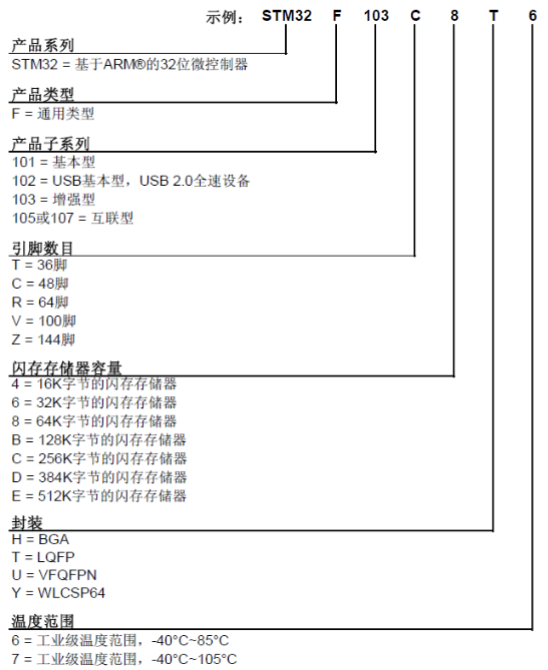 示例： STM32 F 103 C 8 T 6
产品系列
STM32 = 基于ARM®的32位微控制器
产品类型
F = 通用类型
产品子系列
101 = 基本型
102 = USB基本型，USB 2.0全速设备
103 = 增强型
105或107 = 互联型
引脚数目
T = 36脚
C = 48脚
R = 64脚
V = 100脚
Z = 144脚
闪存存储器容量
4 = 16K字节的闪存存储器
6 = 32K字节的闪存存储器
8 = 64K字节的闪存存储器
B = 128K字节的闪存存储器
C = 256K字节的闪存存储器
D = 384K字节的闪存存储器
E = 512K字节的闪存存储器
封装
H = BGA
T = LQFP
U = VFQFPN
Y = WLCSP64
温度范围
6 = 工业级温度范围，-40°C~85°C
7 = 工业级温度范围，-40°C~105°C